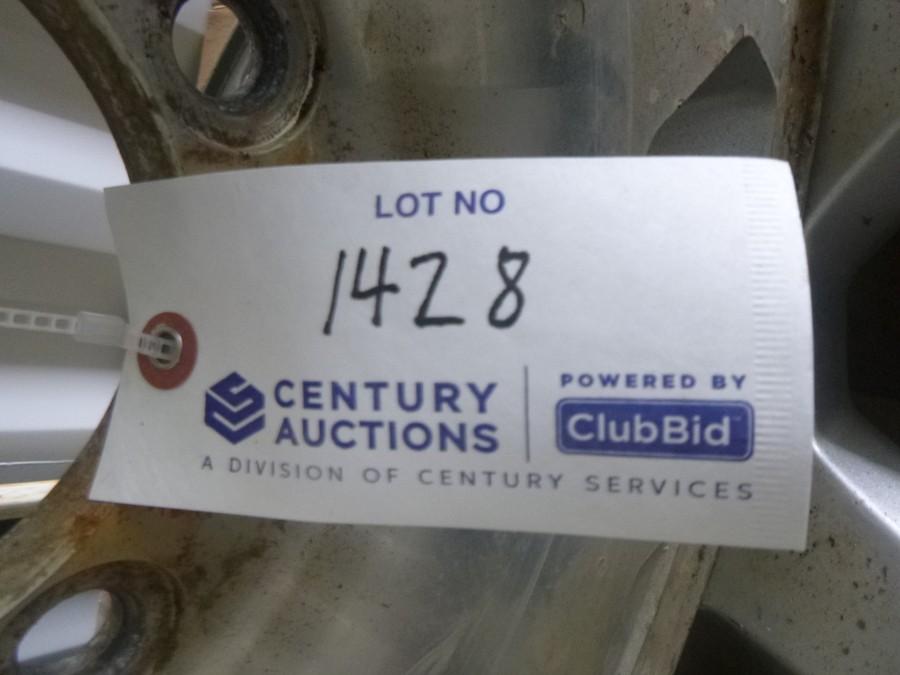 LOT NO
1428
CENTURY
AUCTIONS
POWERED BY
ClubBid
A DIVISION OF CENTURY SERVICES